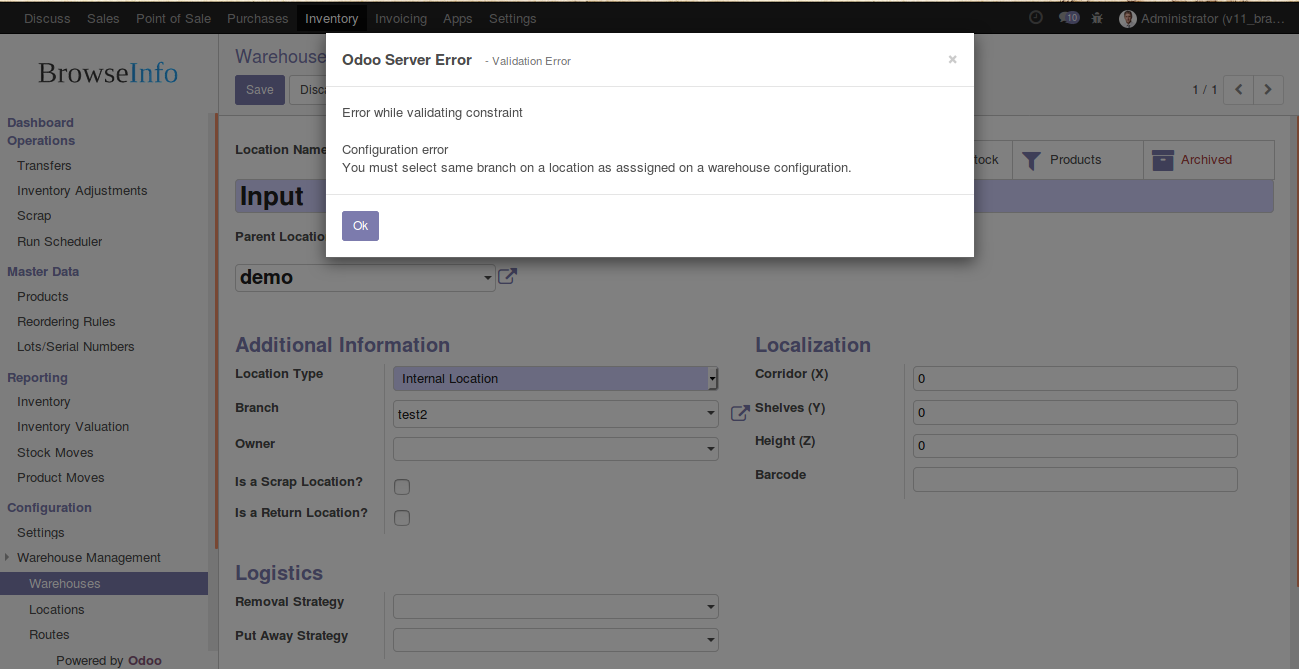 Discuss Sales Point of Sale Purchases Inventory Invoicing Apps Settings 10 Administrator (v11_bra...
BrowseInfo
Dashboard
Operations
Transfers
Inventory Adjustments
Scrap
Run Scheduler
Master Data
Products
Reordering Rules
Lots/Serial Numbers
Reporting
Inventory
Inventory Valuation
Stock Moves
Product Moves
Configuration
Settings
Warehouse Management
Warehouses
Locations
Routes
Powered by Odoo
Warehouse
Save Disca
1 / 1
Odoo Server Error - Validation Error ×
Error while validating constraint
Configuration error
You must select same branch on a location as asssigned on a warehouse configuration.
Ok
Location Name
tock Products Archived
Input
Parent Locatio
demo
Additional Information
Location Type Internal Location
Branch test2
Owner
Is a Scrap Location?
Is a Return Location?
Localization
Corridor (X) 0
Shelves (Y) 0
Height (Z) 0
Barcode
Logistics
Removal Strategy
Put Away Strategy